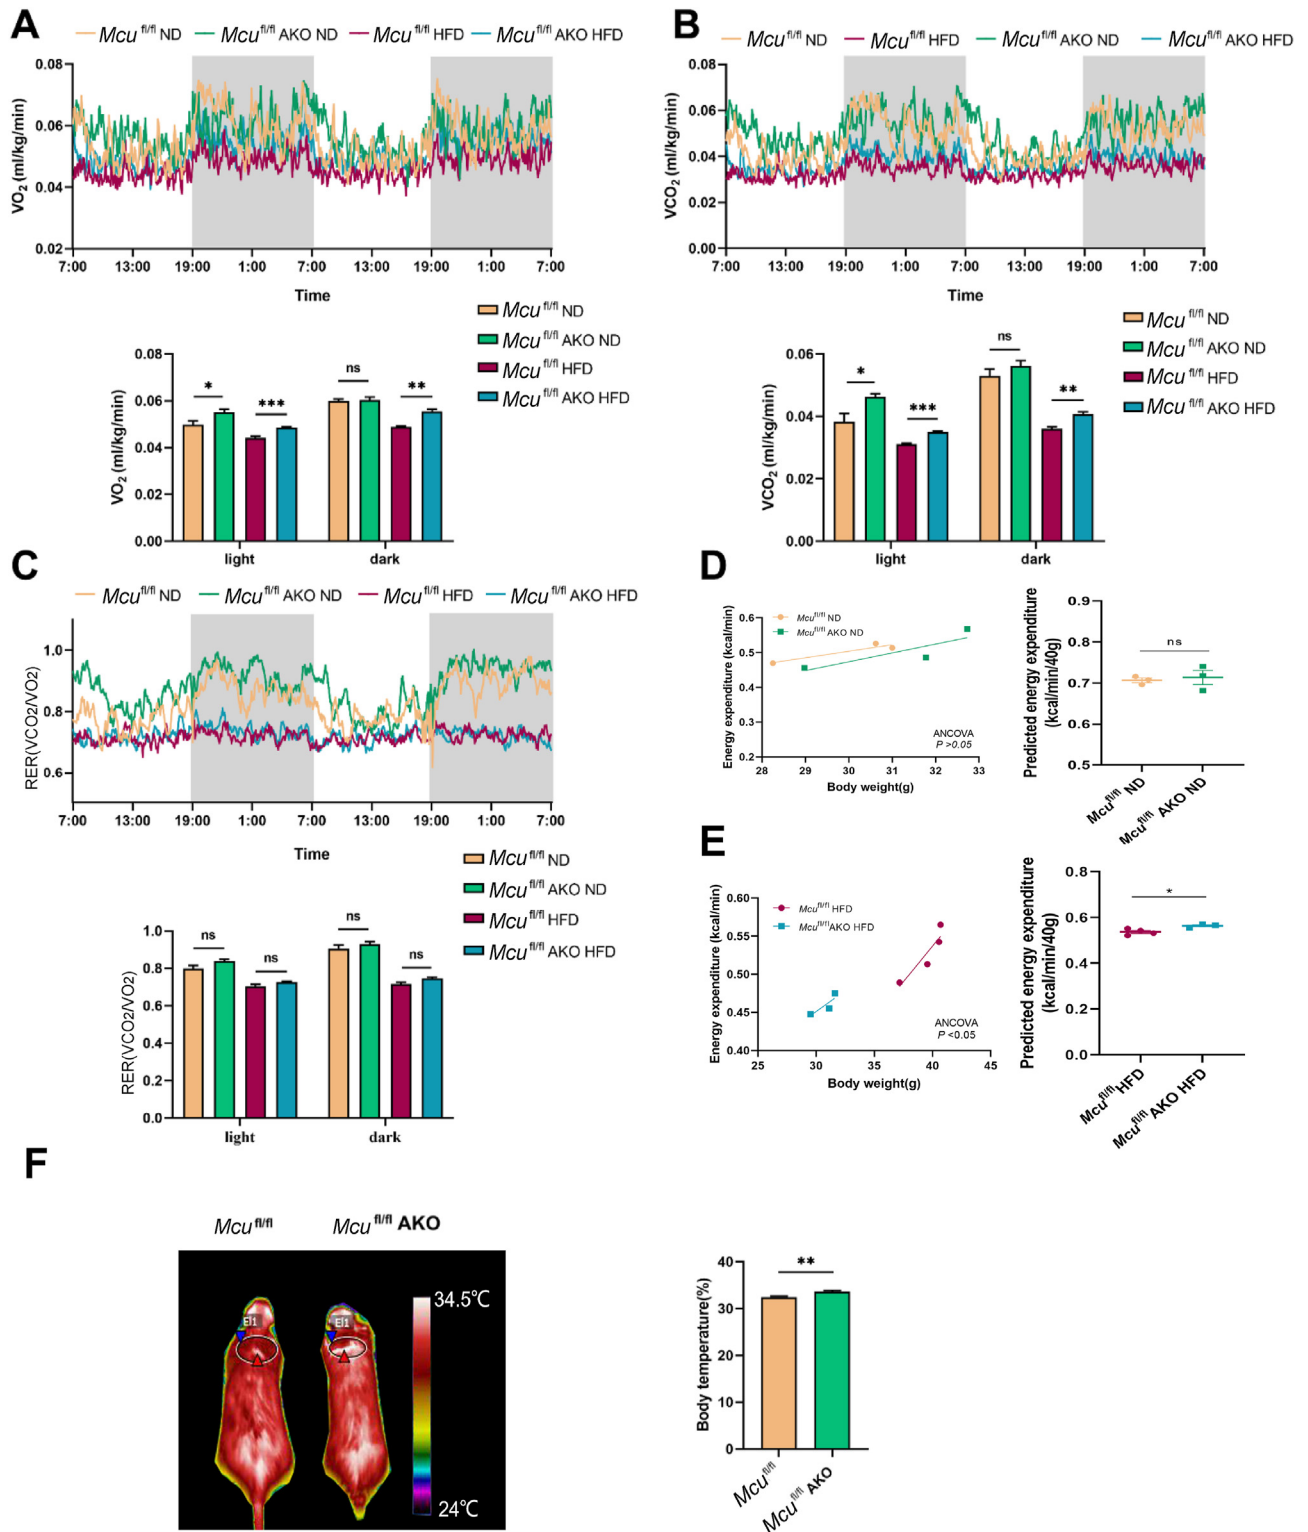 A
Mcu fl/fl ND Mcu fl/fl AKO ND Mcu fl/fl HFD Mcu fl/fl AKO HFD
VO2 (ml/kg/min)
0.08
0.06
0.04
0.02
7:00 13:00 19:00 1:00 7:00 13:00 19:00 1:00 7:00
Time
Mcu fl/fl ND
Mcu fl/fl AKO ND
Mcu fl/fl HFD
Mcu fl/fl AKO HFD
VO2 (ml/kg/min)
0.08
0.06
0.04
0.02
0.00
* *** ns **
light dark
B
Mcu fl/fl ND Mcu fl/fl HFD Mcu fl/fl AKO ND Mcu fl/fl AKO HFD
VCO2 (ml/kg/min)
0.08
0.06
0.04
0.02
0.00
7:00 13:00 19:00 1:00 7:00 13:00 19:00 1:00 7:00
Time
Mcu fl/fl ND
Mcu fl/fl AKO ND
Mcu fl/fl HFD
Mcu fl/fl AKO HFD
VCO2 (ml/kg/min)
0.06
0.04
0.02
0.00
* *** ns **
light dark
C
Mcu fl/fl ND Mcu fl/fl AKO ND Mcu fl/fl HFD Mcu fl/fl AKO HFD
RER(VCO2/VO2)
1.0
0.8
0.6
7:00 13:00 19:00 1:00 7:00 13:00 19:00 1:00 7:00
Time
Mcu fl/fl ND
Mcu fl/fl AKO ND
Mcu fl/fl HFD
Mcu fl/fl AKO HFD
RER(VCO2/VO2)
1.0
0.8
0.6
0.4
0.2
0.0
ns ns ns ns
light dark
D
Energy expenditure (kcal/min)
0.6
0.5
0.4
0.3
0.2
Mcu fl/fl ND
Mcu fl/fl AKO ND
ANCOVA
P >0.05
28 29 30 31 32 33
Body weight(g)
Predicted energy expenditure
(kcal/min/40g)
0.9
0.8
0.7
0.6
0.5
ns
Mcu fl/fl ND
Mcu fl/fl AKO ND
E
Energy expenditure (kcal/min)
0.60
0.55
0.50
0.45
0.40
Mcu fl/fl HFD
Mcu fl/fl AKO HFD
ANCOVA
P <0.05
25 30 35 40 45
Body weight(g)
Predicted energy expenditure
(kcal/min/40g)
0.8
0.6
0.4
0.2
0.0
*
Mcu fl/fl HFD
Mcu fl/fl AKO HFD
F
Mcu fl/fl Mcu fl/fl AKO
El1 El1
34.5℃
24℃
Body temperature(%)
40
30
20
10
0
**
Mcu fl/fl
Mcu fl/fl AKO